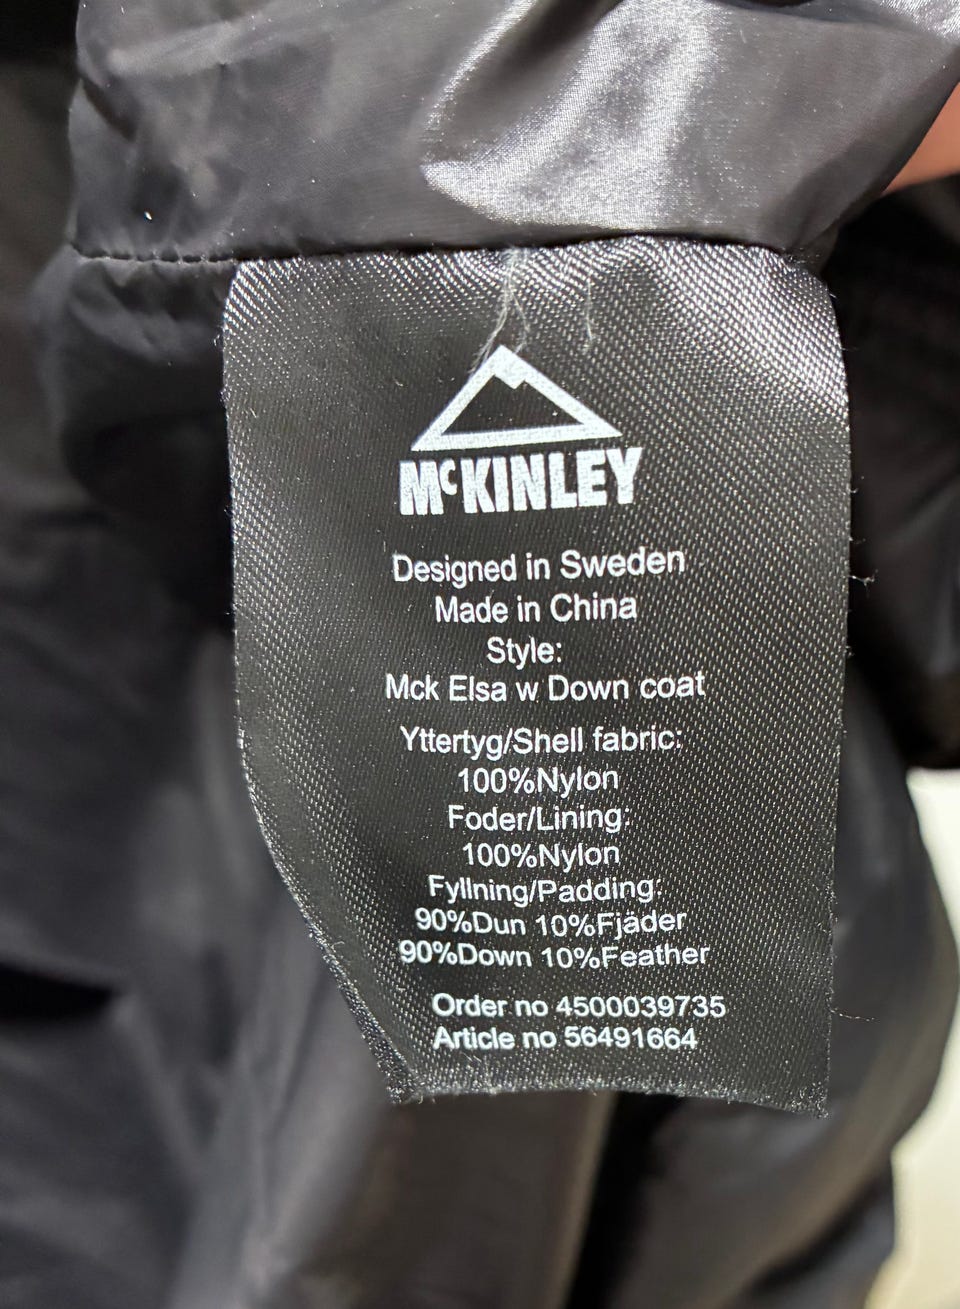 McKINLEY
Designed in Sweden
Made in China
Style:
Mck Elsa w Down coat
Yttertyg/Shell fabric:
100%Nylon
Foder/Lining:
100%Nylon
Fyllning/Padding:
90%Dun 10%Fjäder
90%Down 10%Feather
Order no 4500039735
Article no 56491664